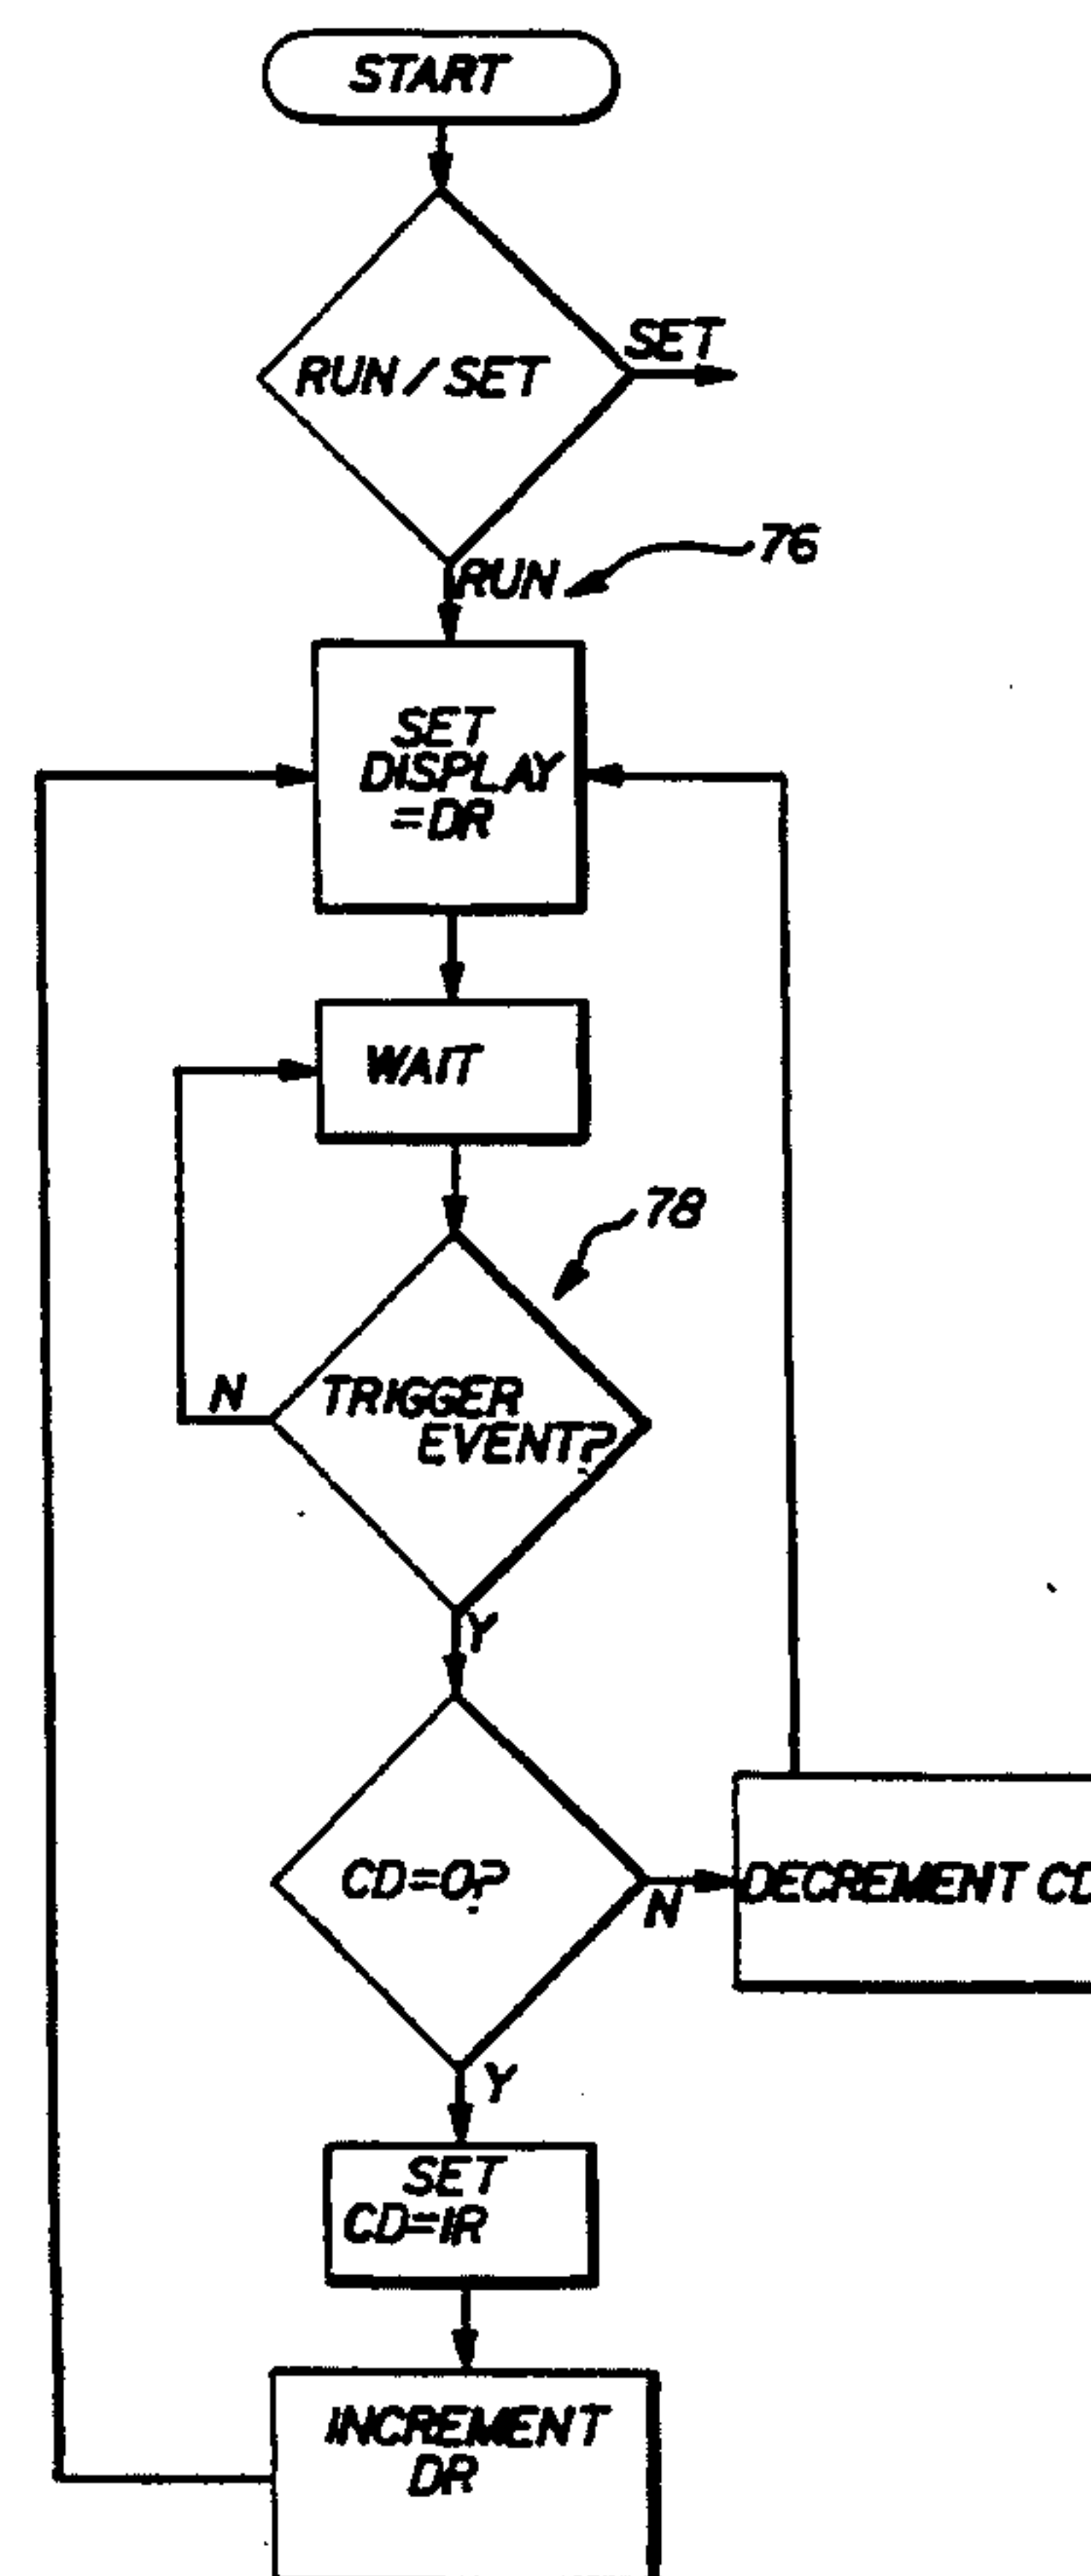 START
RUN/SET
SET
RUN
76
SET
DISPLAY
=DR
WAIT
78
TRIGGER
EVENT?
N
Y
CD=0?
N
DECREMENT CD
Y
SET
CD=IR
INCREMENT
DR